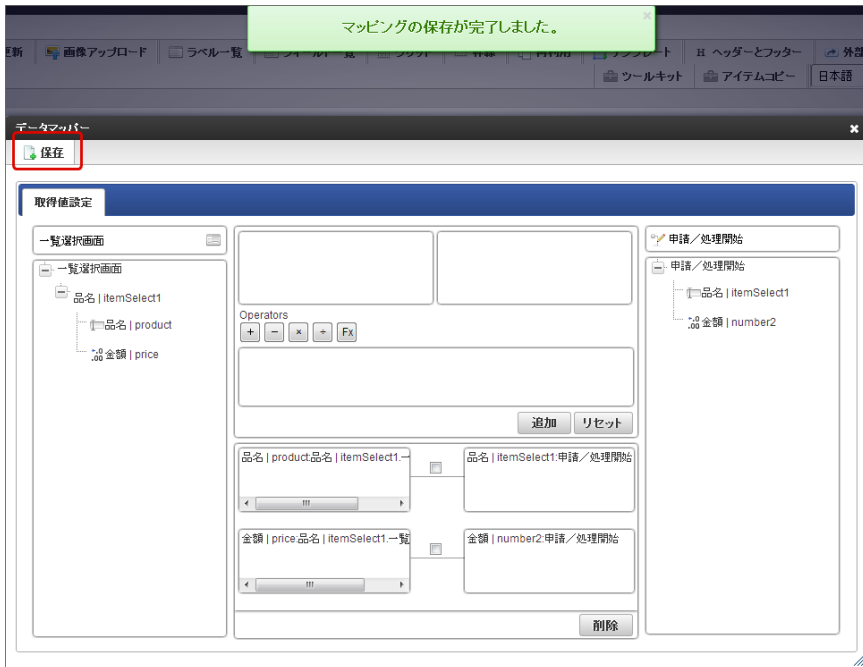 マッピングの保存が完了しました。
更新 画像アップロード ラベル一覧 H ヘッダーとフッター 外部
ツールキット アイテムコピー 日本語
データマッパー
保存
取得値設定
一覧選択画面
一覧選択画面
品名 | itemSelect1
品名 | product
金額 | price
Operators
+ - × ÷ Fx
追加 リセット
品名 | product:品名 | itemSelect1.一
品名 | itemSelect1:申請／処理開始
金額 | price:品名 | itemSelect1.一覧
金額 | number2:申請／処理開始
削除
申請／処理開始
申請／処理開始
品名 | itemSelect1
金額 | number2